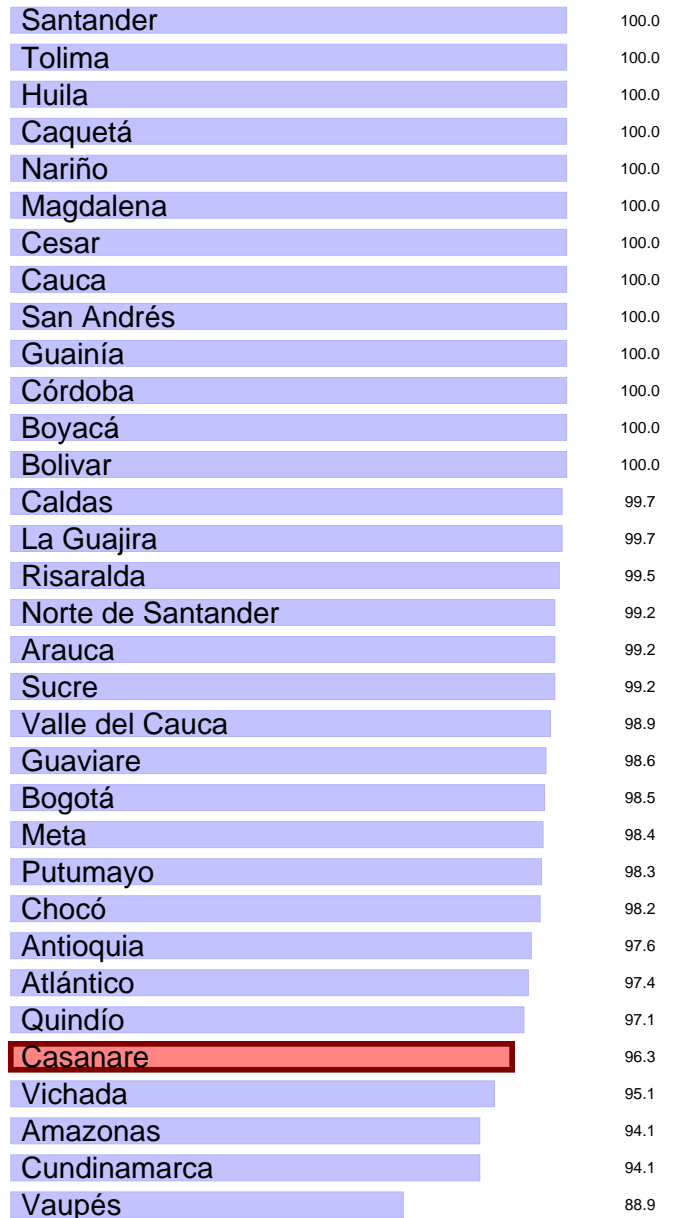 Santander 100.0
Tolima 100.0
Huila 100.0
Caquetá 100.0
Nariño 100.0
Magdalena 100.0
Cesar 100.0
Cauca 100.0
San Andrés 100.0
Guainía 100.0
Córdoba 100.0
Boyacá 100.0
Bolivar 100.0
Caldas 99.7
La Guajira 99.7
Risaralda 99.5
Norte de Santander 99.2
Arauca 99.2
Sucre 99.2
Valle del Cauca 98.9
Guaviare 98.6
Bogotá 98.5
Meta 98.4
Putumayo 98.3
Chocó 98.2
Antioquia 97.6
Atlántico 97.4
Quindío 97.1
Casanare 96.3
Vichada 95.1
Amazonas 94.1
Cundinamarca 94.1
Vaupés 88.9